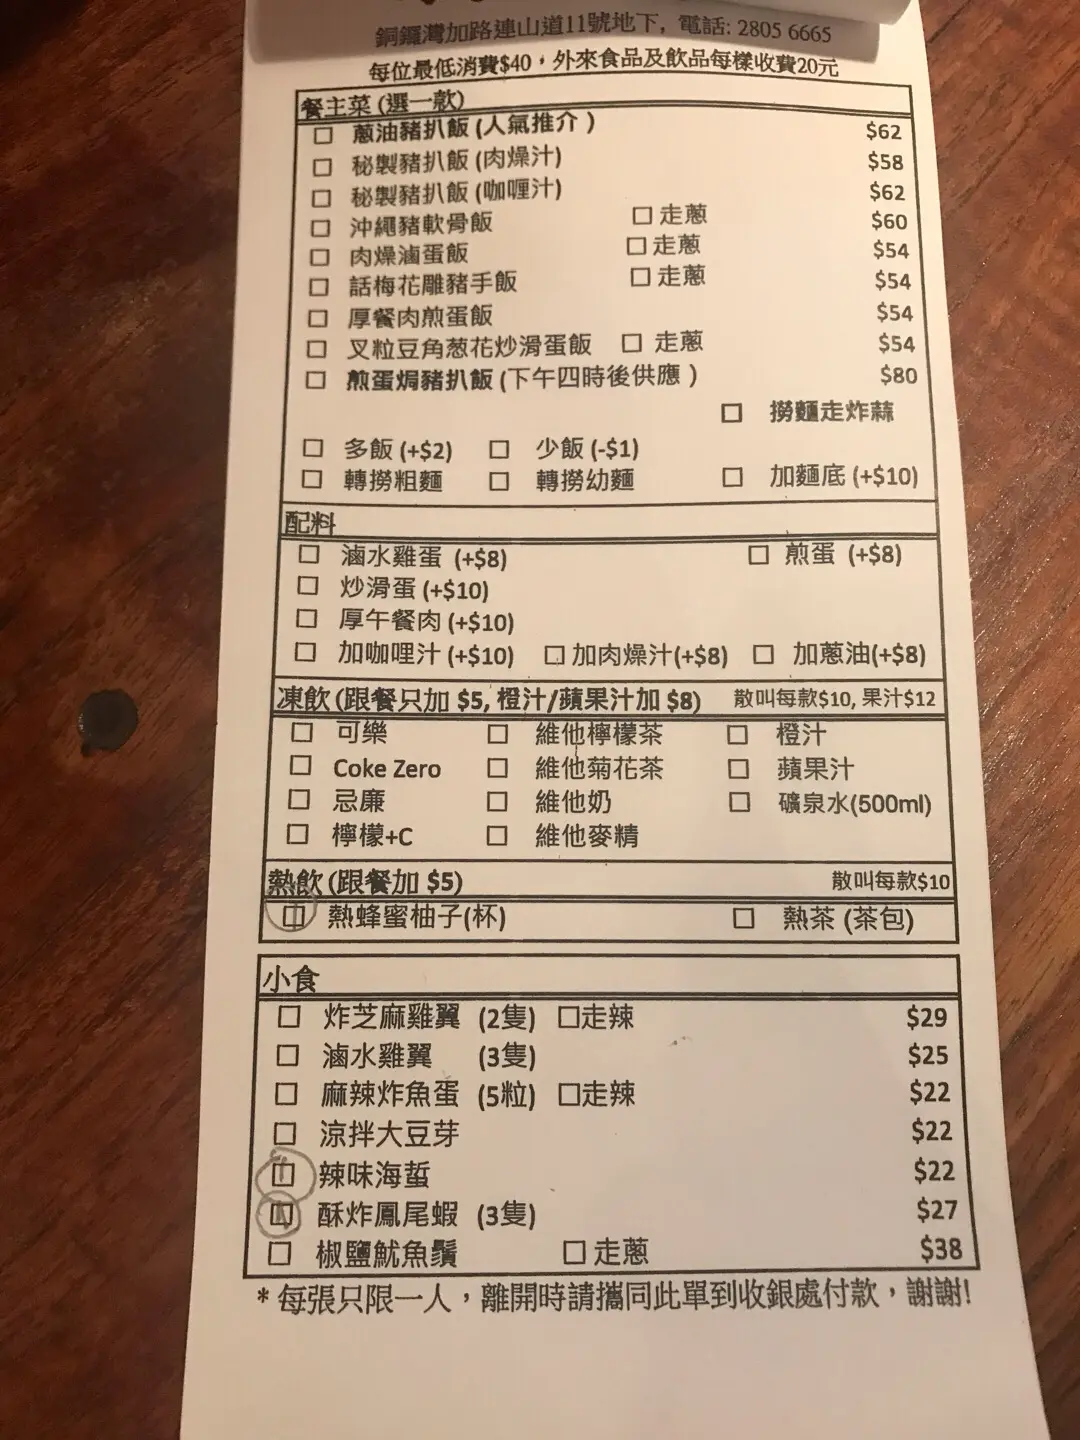 銅鑼灣加路連山道11號地下, 電話: 2805 6665
每位最低消費$40，外來食品及飲品每樣收費20元
餐主菜 (選一款)
☐ 蔥油豬扒飯 (人氣推介 ) $62
☐ 秘製豬扒飯 (肉燥汁) $58
☐ 秘製豬扒飯 (咖喱汁) $62
☐ 沖繩豬軟骨飯 ☐ 走蔥 $60
☐ 肉燥滷蛋飯 ☐ 走蔥 $54
☐ 話梅花雕豬手飯 ☐ 走蔥 $54
☐ 厚餐肉煎蛋飯 $54
☐ 叉粒豆角葱花炒滑蛋飯 ☐ 走蔥 $54
☐ 煎蛋焗豬扒飯 (下午四時後供應 ) $80
☐ 撈麵走炸蒜
☐ 多飯 (+$2) ☐ 少飯 (-$1)
☐ 轉撈粗麵 ☐ 轉撈幼麵 ☐ 加麵底 (+$10)
配料
☐ 滷水雞蛋 (+$8) ☐ 煎蛋 (+$8)
☐ 炒滑蛋 (+$10)
☐ 厚午餐肉 (+$10)
☐ 加咖哩汁 (+$10) ☐ 加肉燥汁(+$8) ☐ 加蔥油(+$8)
凍飲 (跟餐只加 $5, 橙汁/蘋果汁加 $8) 散叫每款$10, 果汁$12
☐ 可樂 ☐ 維他檸檬茶 ☐ 橙汁
☐ Coke Zero ☐ 維他菊花茶 ☐ 蘋果汁
☐ 忌廉 ☐ 維他奶 ☐ 礦泉水(500ml)
☐ 檸檬+C ☐ 維他麥精
熱飲 (跟餐加 $5) 散叫每款$10
☐ 熱蜂蜜柚子(杯) ☐ 熱茶 (茶包)
小食
☐ 炸芝麻雞翼 (2隻) ☐走辣 $29
☐ 滷水雞翼 (3隻) $25
☐ 麻辣炸魚蛋 (5粒) ☐走辣 $22
☐ 涼拌大豆芽 $22
☐ 辣味海蜇 $22
☐ 酥炸鳳尾蝦 (3隻) $27
☐ 椒鹽魷魚鬚 ☐ 走蔥 $38
* 每張只限一人，離開時請攜同此單到收銀處付款，謝謝!